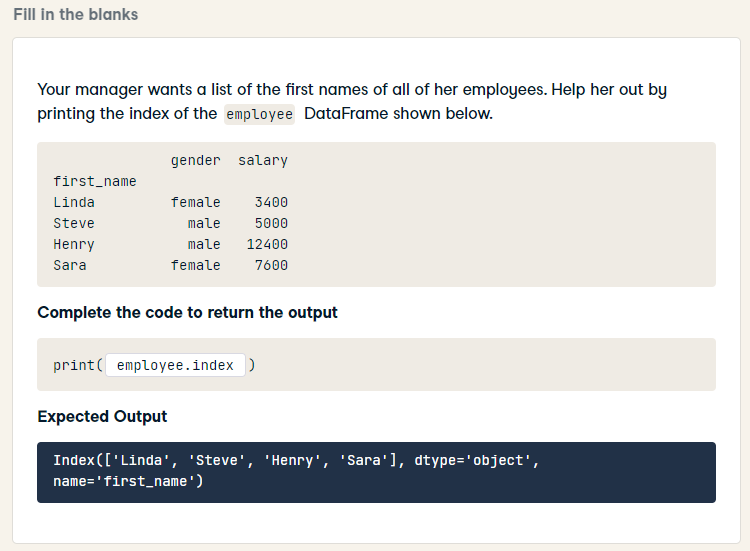 Fill in the blanks
Your manager wants a list of the first names of all of her employees. Help her out by
printing the index of the employee DataFrame shown below.
gender salary
first_name
Linda female 3400
Steve male 5000
Henry male 12400
Sara female 7600
Complete the code to return the output
print( employee.index )
Expected Output
Index(['Linda', 'Steve', 'Henry', 'Sara'], dtype='object',
name='first_name')